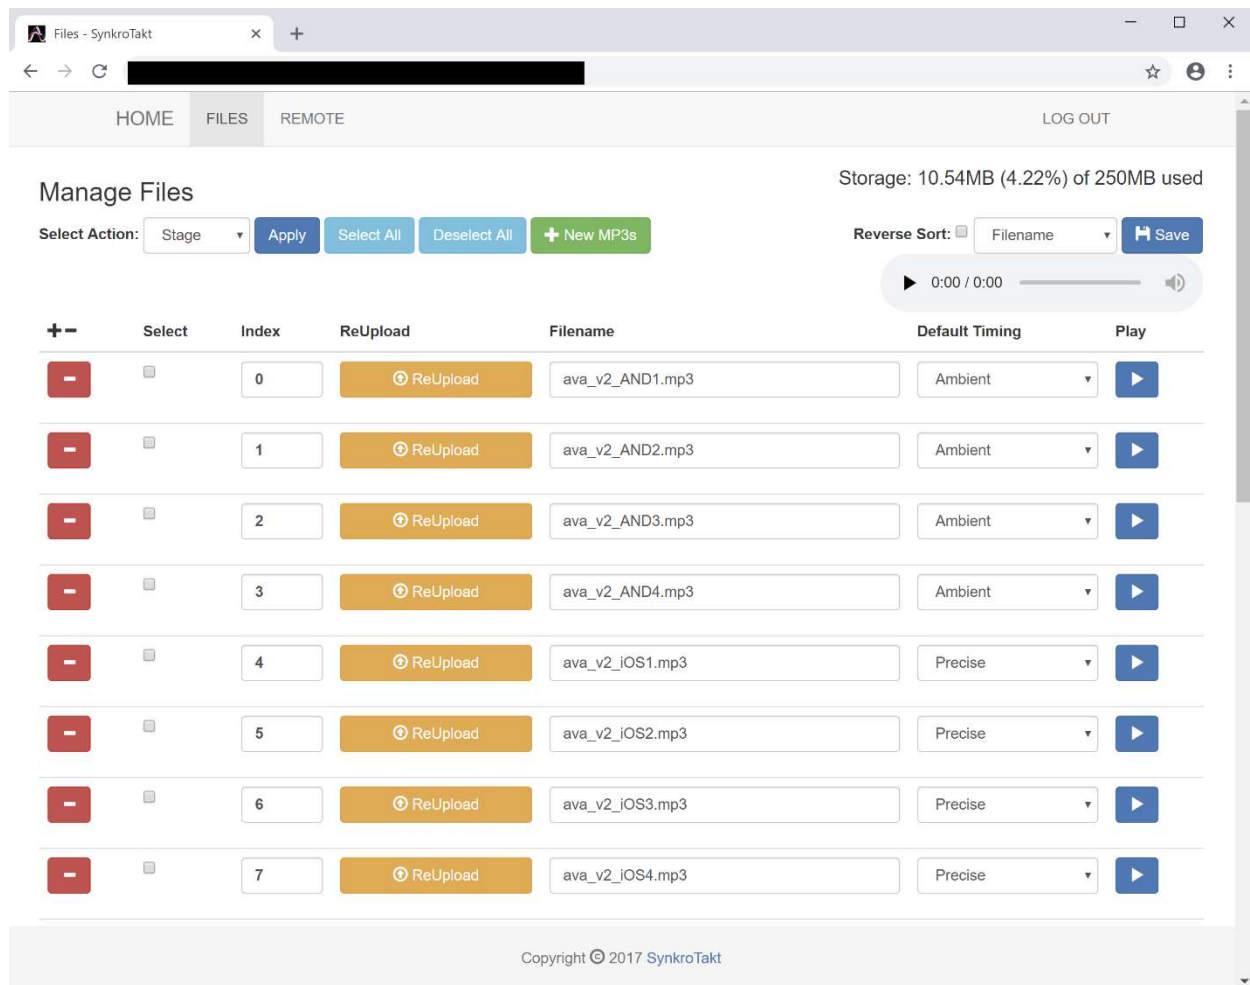 Files - SynkroTakt
HOME FILES REMOTE LOG OUT
Storage: 10.54MB (4.22%) of 250MB used
Manage Files
Select Action: Stage Apply Select All Deselect All New MP3s Reverse Sort: Filename Save
0:00 / 0:00
Select Index ReUpload Filename Default Timing Play
0 ReUpload ava_v2_AND1.mp3 Ambient
1 ReUpload ava_v2_AND2.mp3 Ambient
2 ReUpload ava_v2_AND3.mp3 Ambient
3 ReUpload ava_v2_AND4.mp3 Ambient
4 ReUpload ava_v2_iOS1.mp3 Precise
5 ReUpload ava_v2_iOS2.mp3 Precise
6 ReUpload ava_v2_iOS3.mp3 Precise
7 ReUpload ava_v2_iOS4.mp3 Precise
Copyright © 2017 SynkroTakt